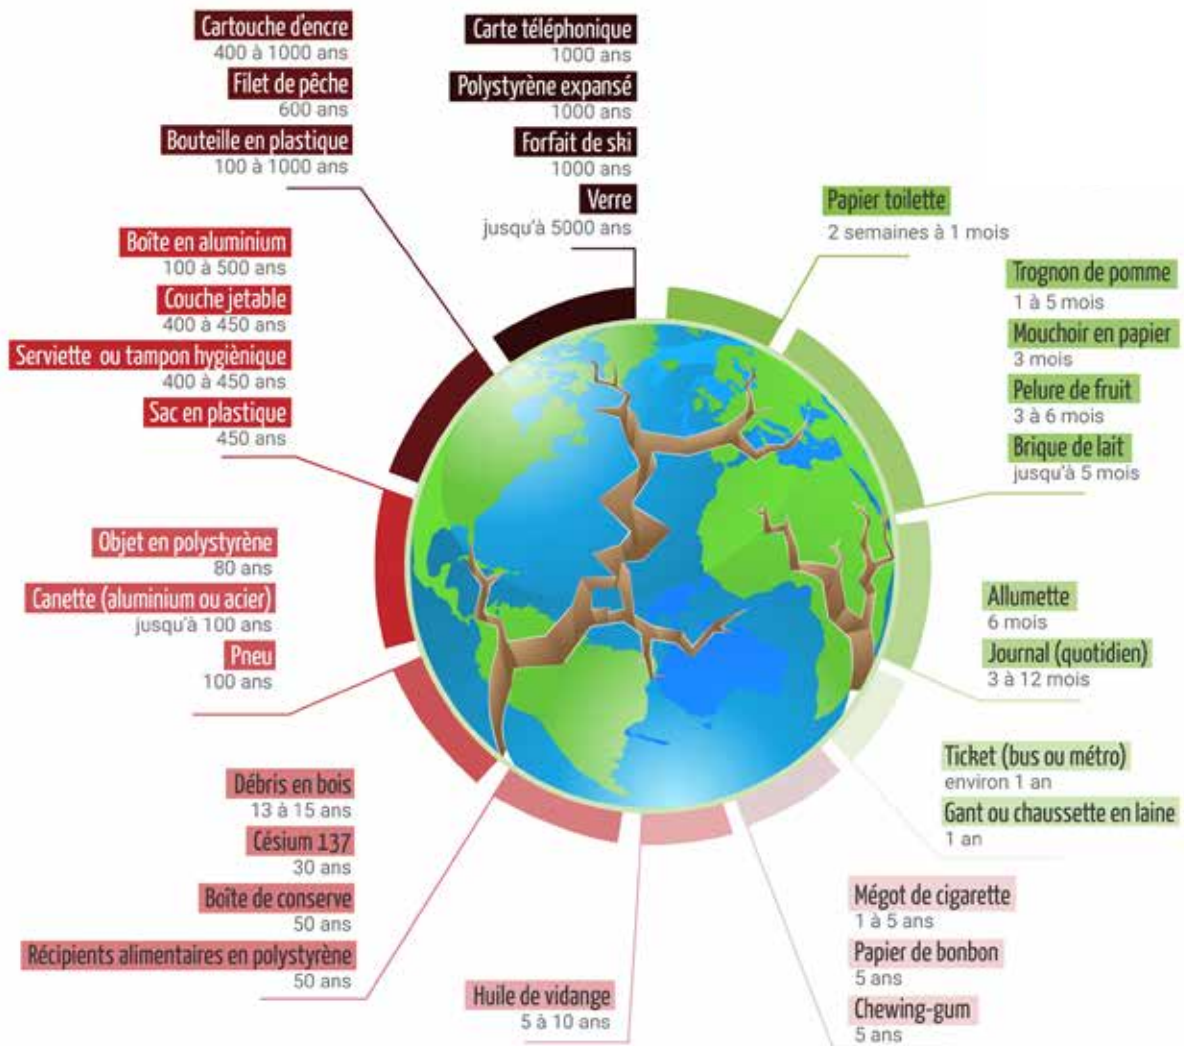 Cartouche d'encre
400 à 1000 ans
Filet de pêche
600 ans
Bouteille en plastique
100 à 1000 ans
Carte téléphonique
1000 ans
Polystyrène expansé
1000 ans
Forfait de ski
1000 ans
Verre
jusqu'à 5000 ans
Papier toilette
2 semaines à 1 mois
Trognon de pomme
1 à 5 mois
Mouchoir en papier
3 mois
Pelure de fruit
3 à 6 mois
Brique de lait
jusqu'à 5 mois
Allumette
6 mois
Journal (quotidien)
3 à 12 mois
Ticket (bus ou métro)
environ 1 an
Gant ou chaussette en laine
1 an
Mégot de cigarette
1 à 5 ans
Papier de bonbon
5 ans
Chewing-gum
5 ans
Huile de vidange
5 à 10 ans
Débris en bois
13 à 15 ans
Césium 137
30 ans
Boîte de conserve
50 ans
Récipients alimentaires en polystyrène
50 ans
Objet en polystyrène
80 ans
Canette (aluminium ou acier)
jusqu'à 100 ans
Pneu
100 ans
Boîte en aluminium
100 à 500 ans
Couche jetable
400 à 450 ans
Serviette ou tampon hygiènique
400 à 450 ans
Sac en plastique
450 ans